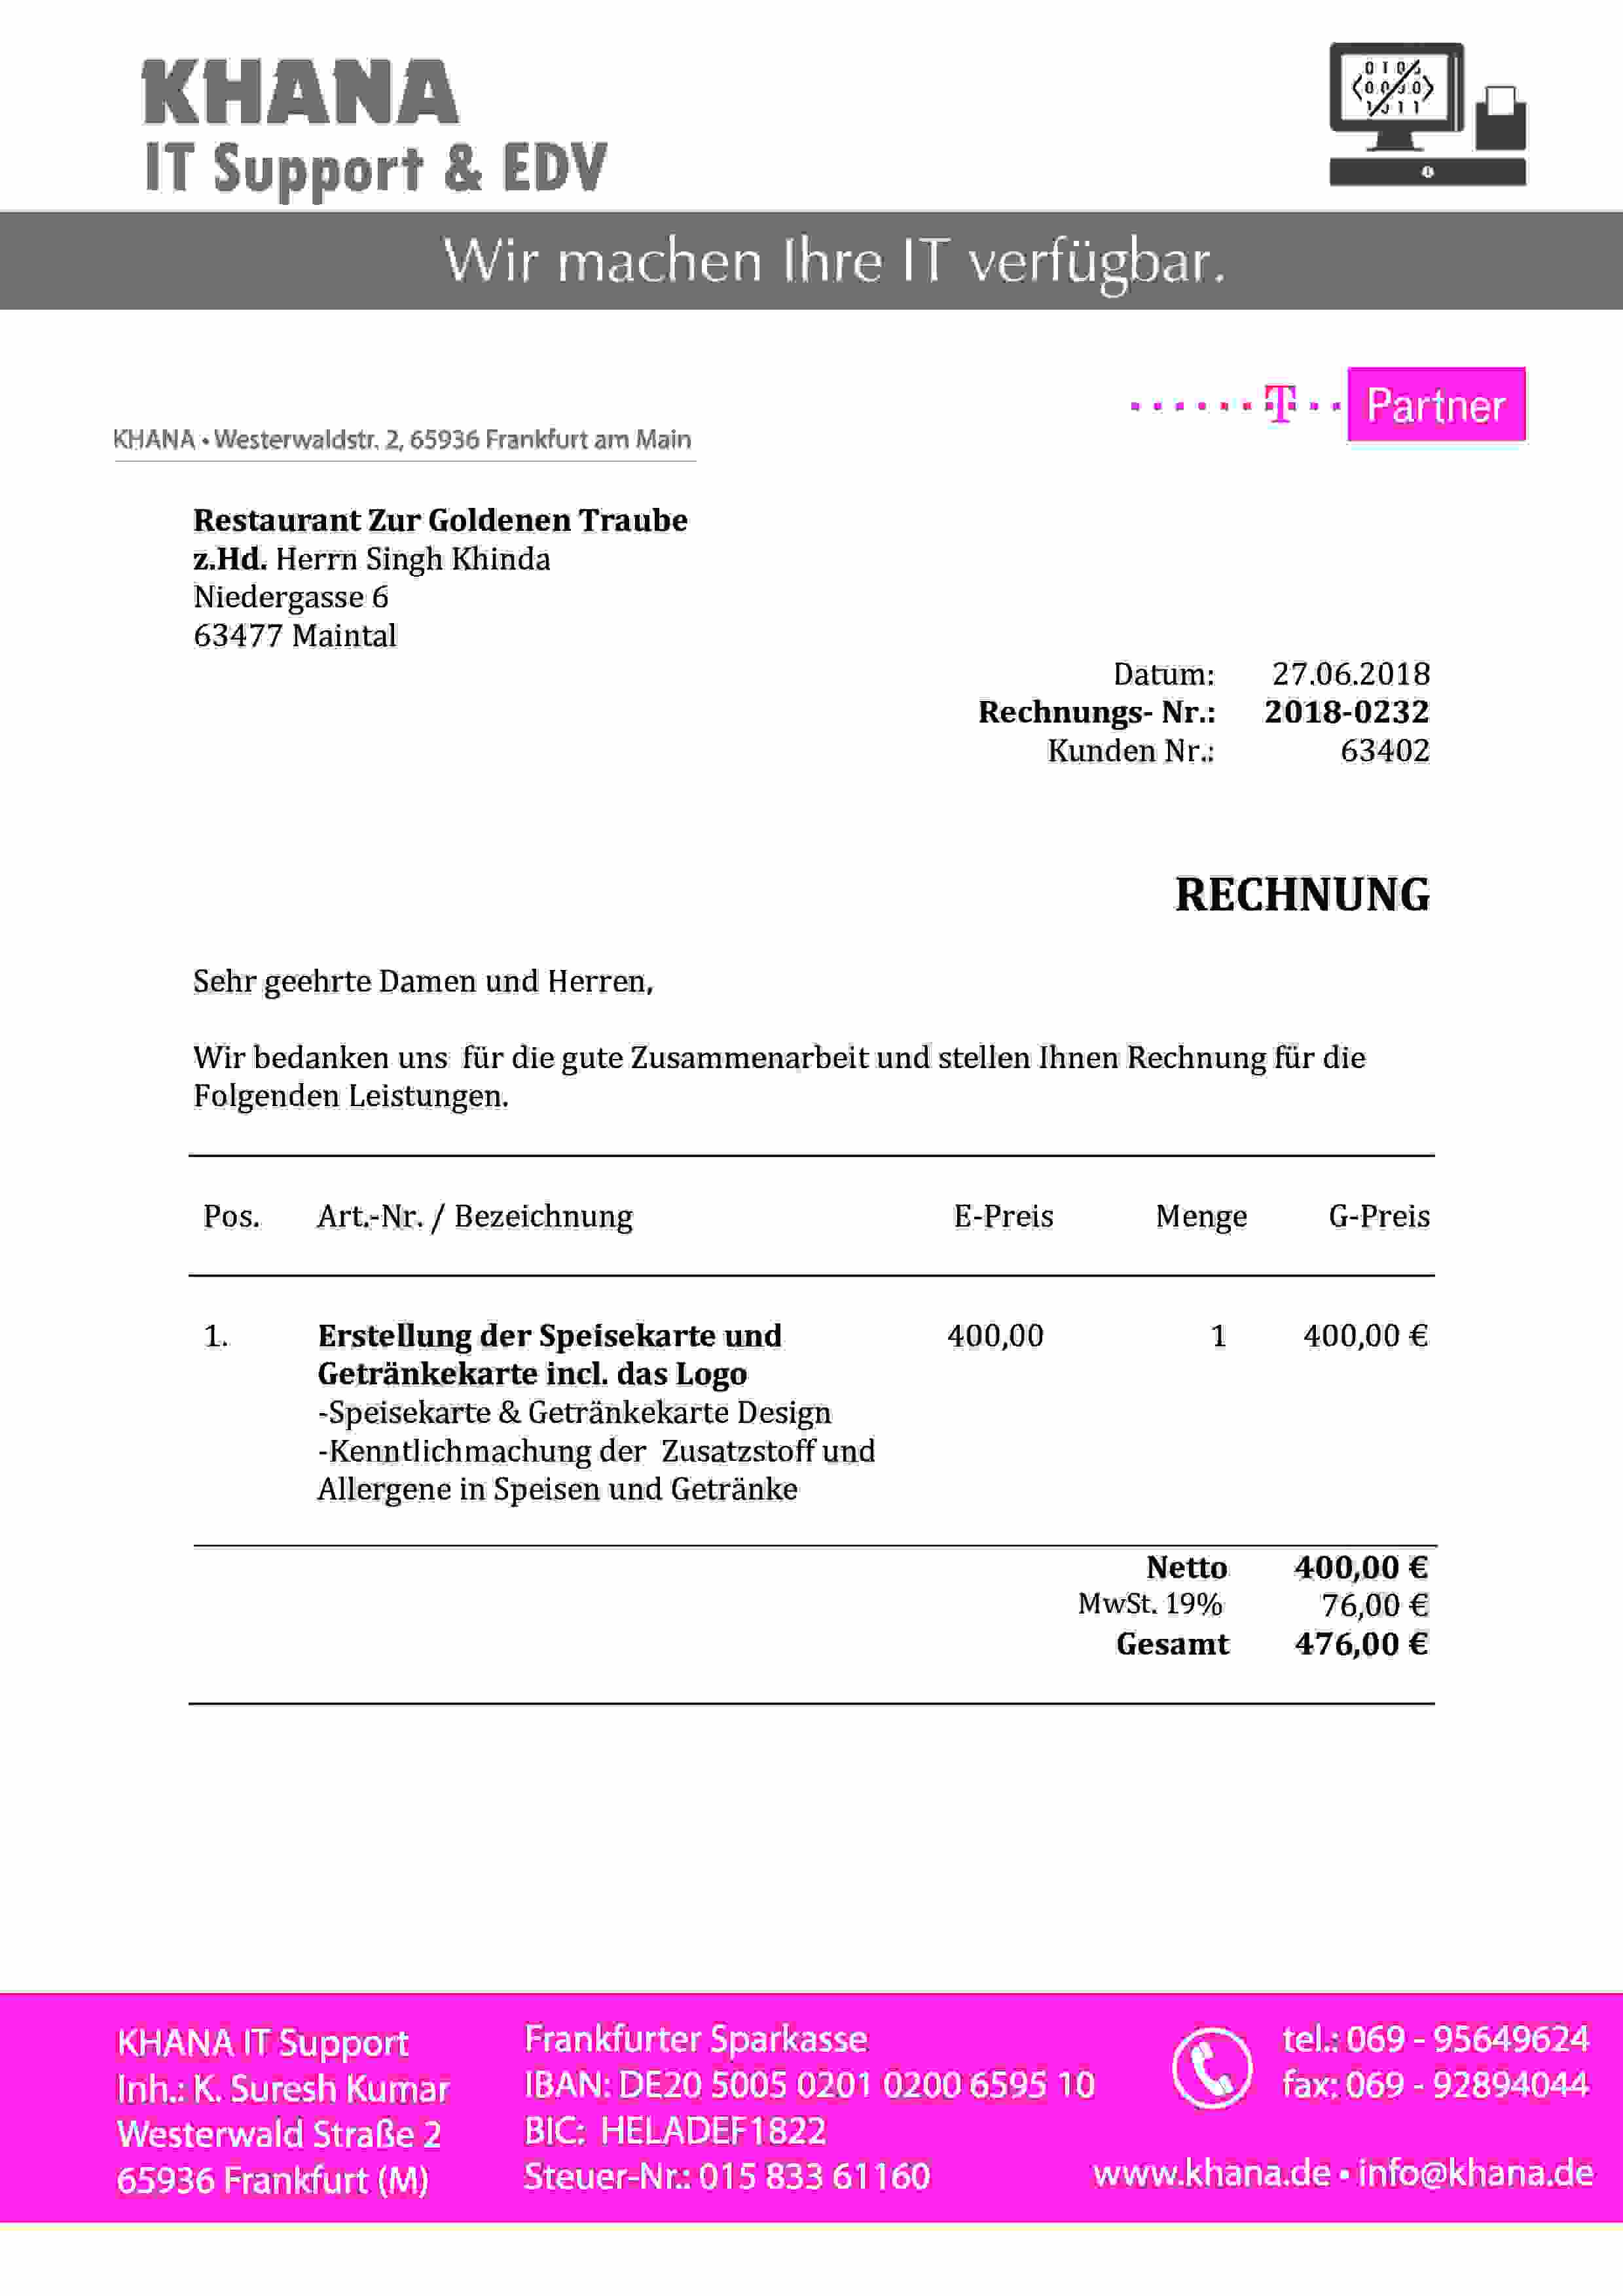 KHANA
IT Support & EDV
Wir machen Ihre IT verfügbar.
T Partner
KHANA • Westerwaldstr. 2, 65936 Frankfurt am Main
Restaurant Zur Goldenen Traube
z.Hd. Herrn Singh Khinda
Niedergasse 6
63477 Maintal
Datum: 27.06.2018
Rechnungs- Nr.: 2018-0232
Kunden Nr.: 63402
RECHNUNG
Sehr geehrte Damen und Herren,
Wir bedanken uns für die gute Zusammenarbeit und stellen Ihnen Rechnung für die
Folgenden Leistungen.
Pos. Art.-Nr. / Bezeichnung E-Preis Menge G-Preis
1. Erstellung der Speisekarte und 400,00 1 400,00 €
Getränkekarte incl. das Logo
-Speisekarte & Getränkekarte Design
-Kenntlichmachung der Zusatzstoff und
Allergene in Speisen und Getränke
Netto 400,00 €
MwSt. 19% 76,00 €
Gesamt 476,00 €
KHANA IT Support
Inh.: K. Suresh Kumar
Westerwald Straße 2
65936 Frankfurt (M)
Frankfurter Sparkasse
IBAN: DE20 5005 0201 0200 6595 10
BIC: HELADEF1822
Steuer-Nr.: 015 833 61160
tel.: 069 - 95649624
fax: 069 - 92894044
www.khana.de • info@khana.de